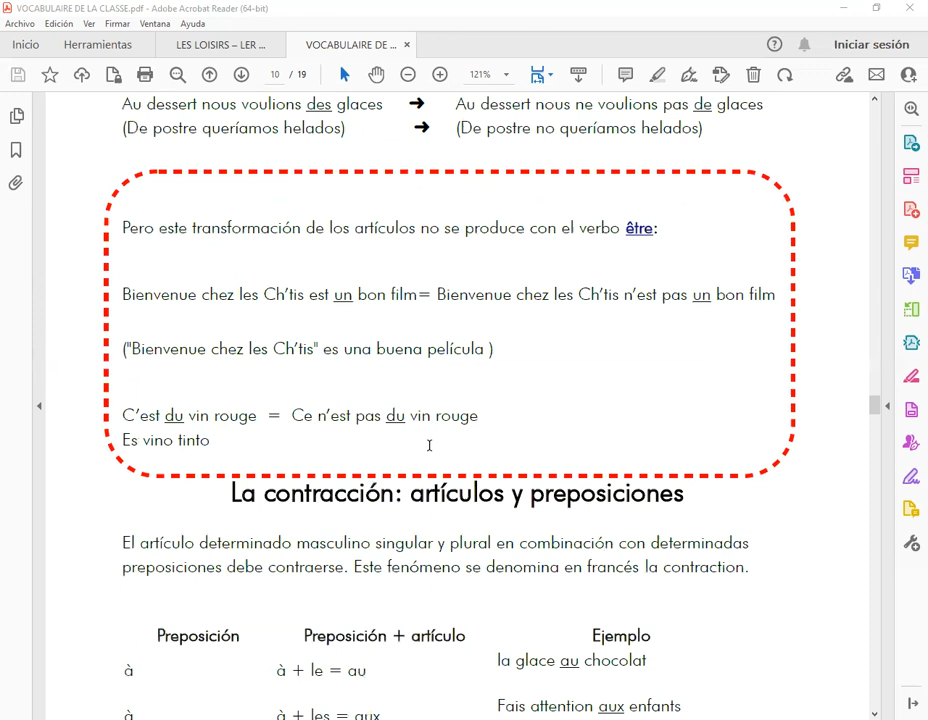 VOCABULAIRE DE LA CLASSE.pdf - Adobe Acrobat Reader (64-bit)
Archivo Edición Ver Firmar Ventana Ayuda
Inicio Herramientas LES LOISIRS – LER ... VOCABULAIRE DE ... × Iniciar sesión
10 / 19 121%
Au dessert nous voulions des glaces ➔ Au dessert nous ne voulions pas de glaces
(De postre queríamos helados) ➔ (De postre no queríamos helados)
Pero este transformación de los artículos no se produce con el verbo être:
Bienvenue chez les Ch'tis est un bon film= Bienvenue chez les Ch'tis n'est pas un bon film
("Bienvenue chez les Ch'tis" es una buena película )
C'est du vin rouge = Ce n'est pas du vin rouge
Es vino tinto
La contracción: artículos y preposiciones
El artículo determinado masculino singular y plural en combinación con determinadas
preposiciones debe contraerse. Este fenómeno se denomina en francés la contraction.
Preposición Preposición + artículo Ejemplo
à à + le = au la glace au chocolat
à à + les = aux Fais attention aux enfants